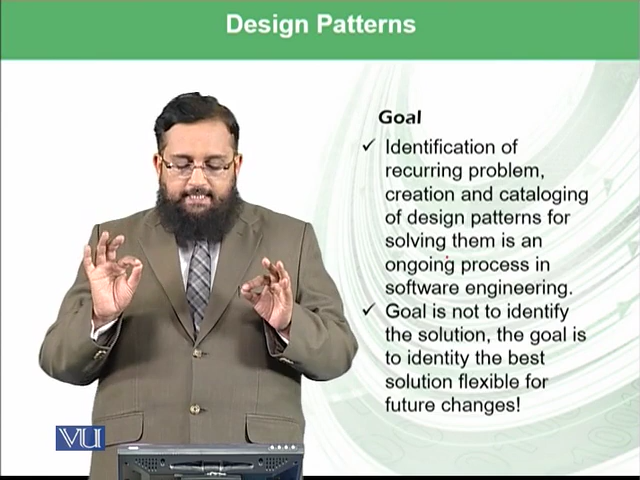 Design Patterns
Goal
✓ Identification of
recurring problem,
creation and cataloging
of design patterns for
solving them is an
ongoing process in
software engineering.
✓ Goal is not to identify
the solution, the goal is
to identity the best
solution flexible for
future changes!
VU